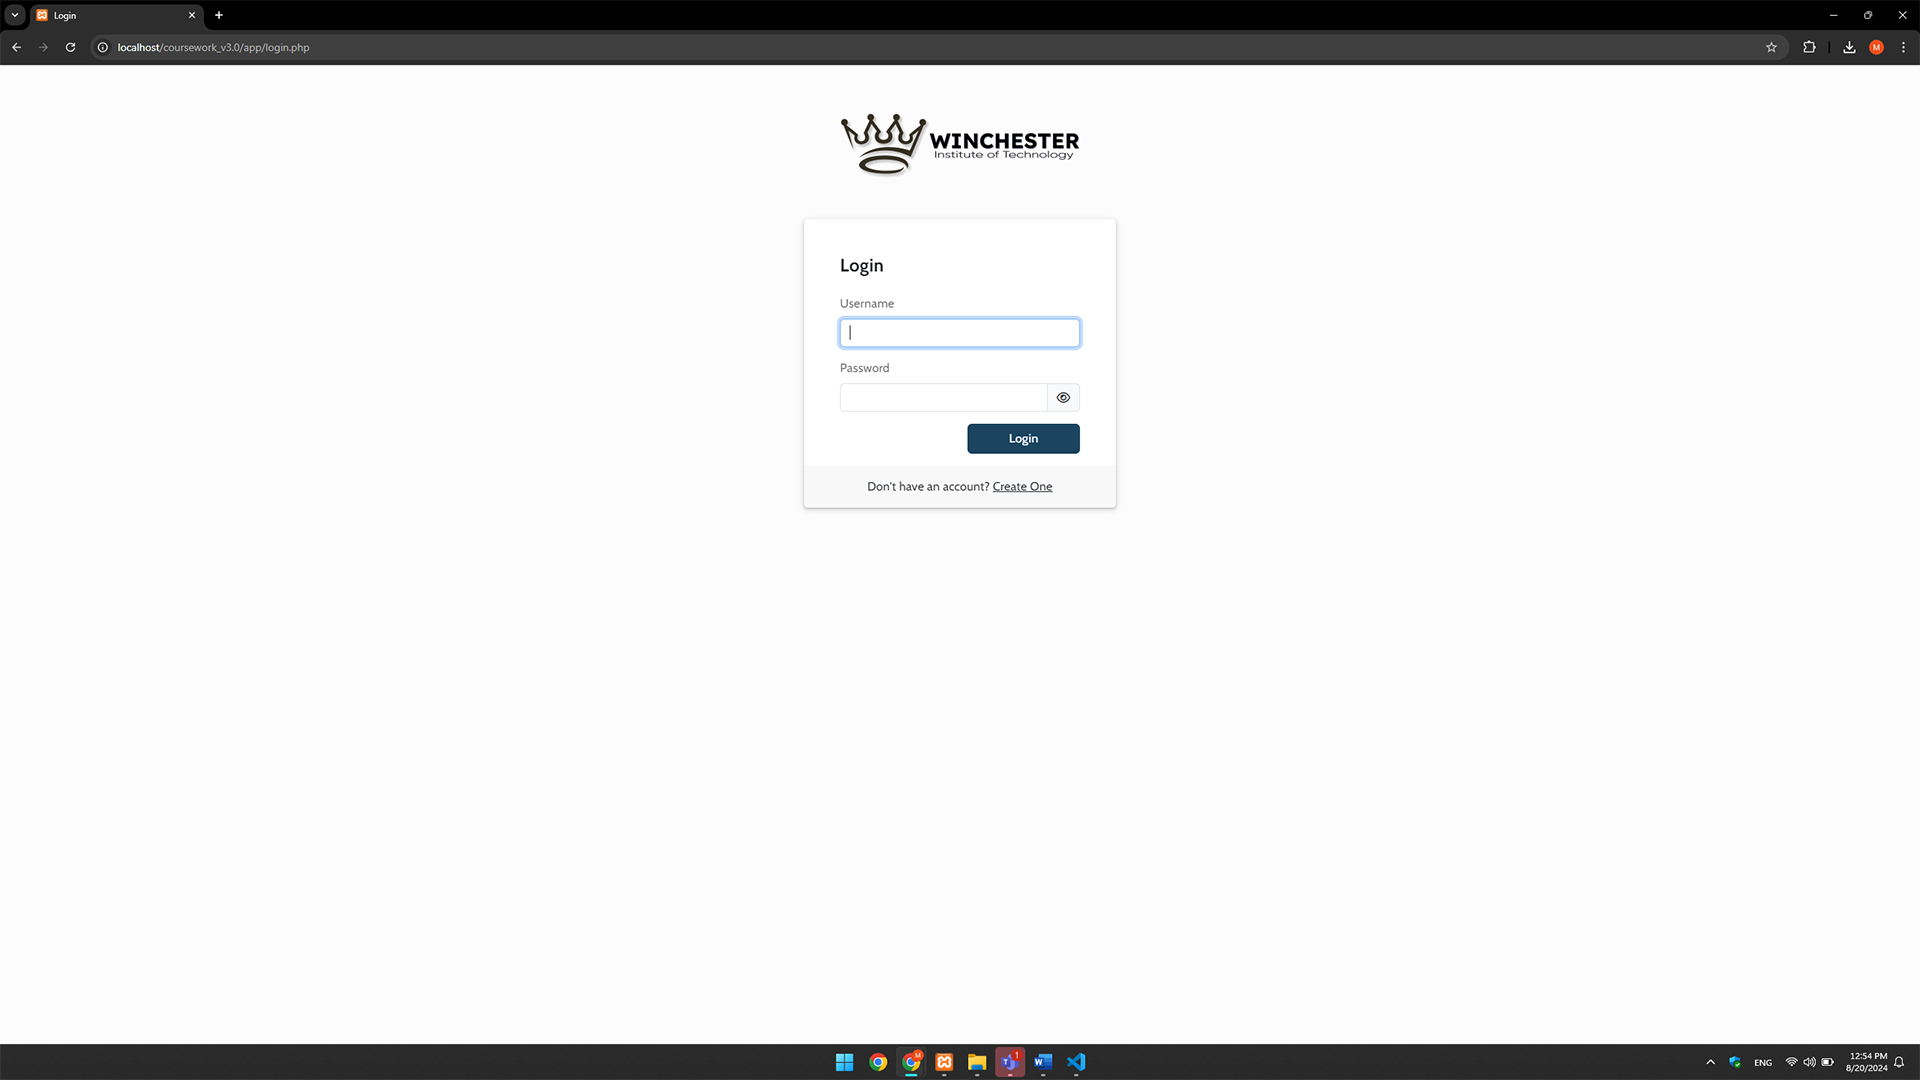 Login
localhost/coursework_v3.0/app/login.php
M
WINCHESTER
Institute of Technology
Login
Username
Password
Login
Don't have an account? Create One
M
1
T
W
ENG
12:54 PM
8/20/2024